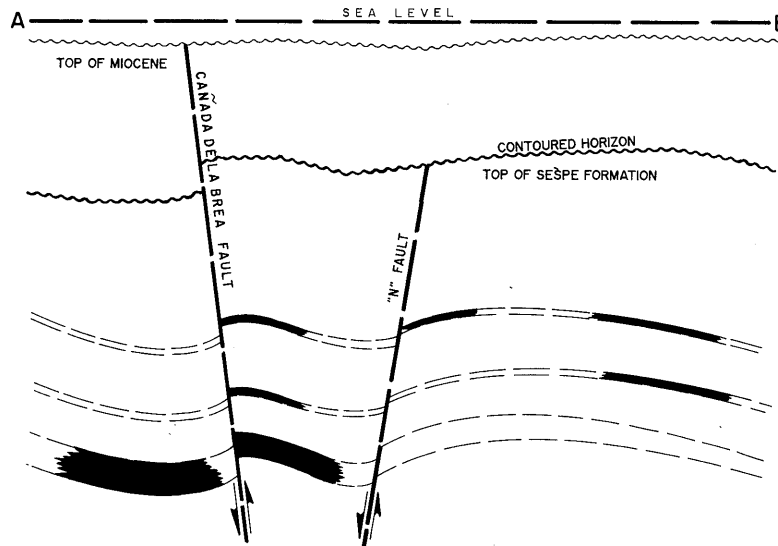 SEA LEVEL
A
TOP OF MIOCENE
CAÑADA DE LA BREA FAULT
CONTOURED HORIZON
TOP OF SESPE FORMATION
"N" FAULT